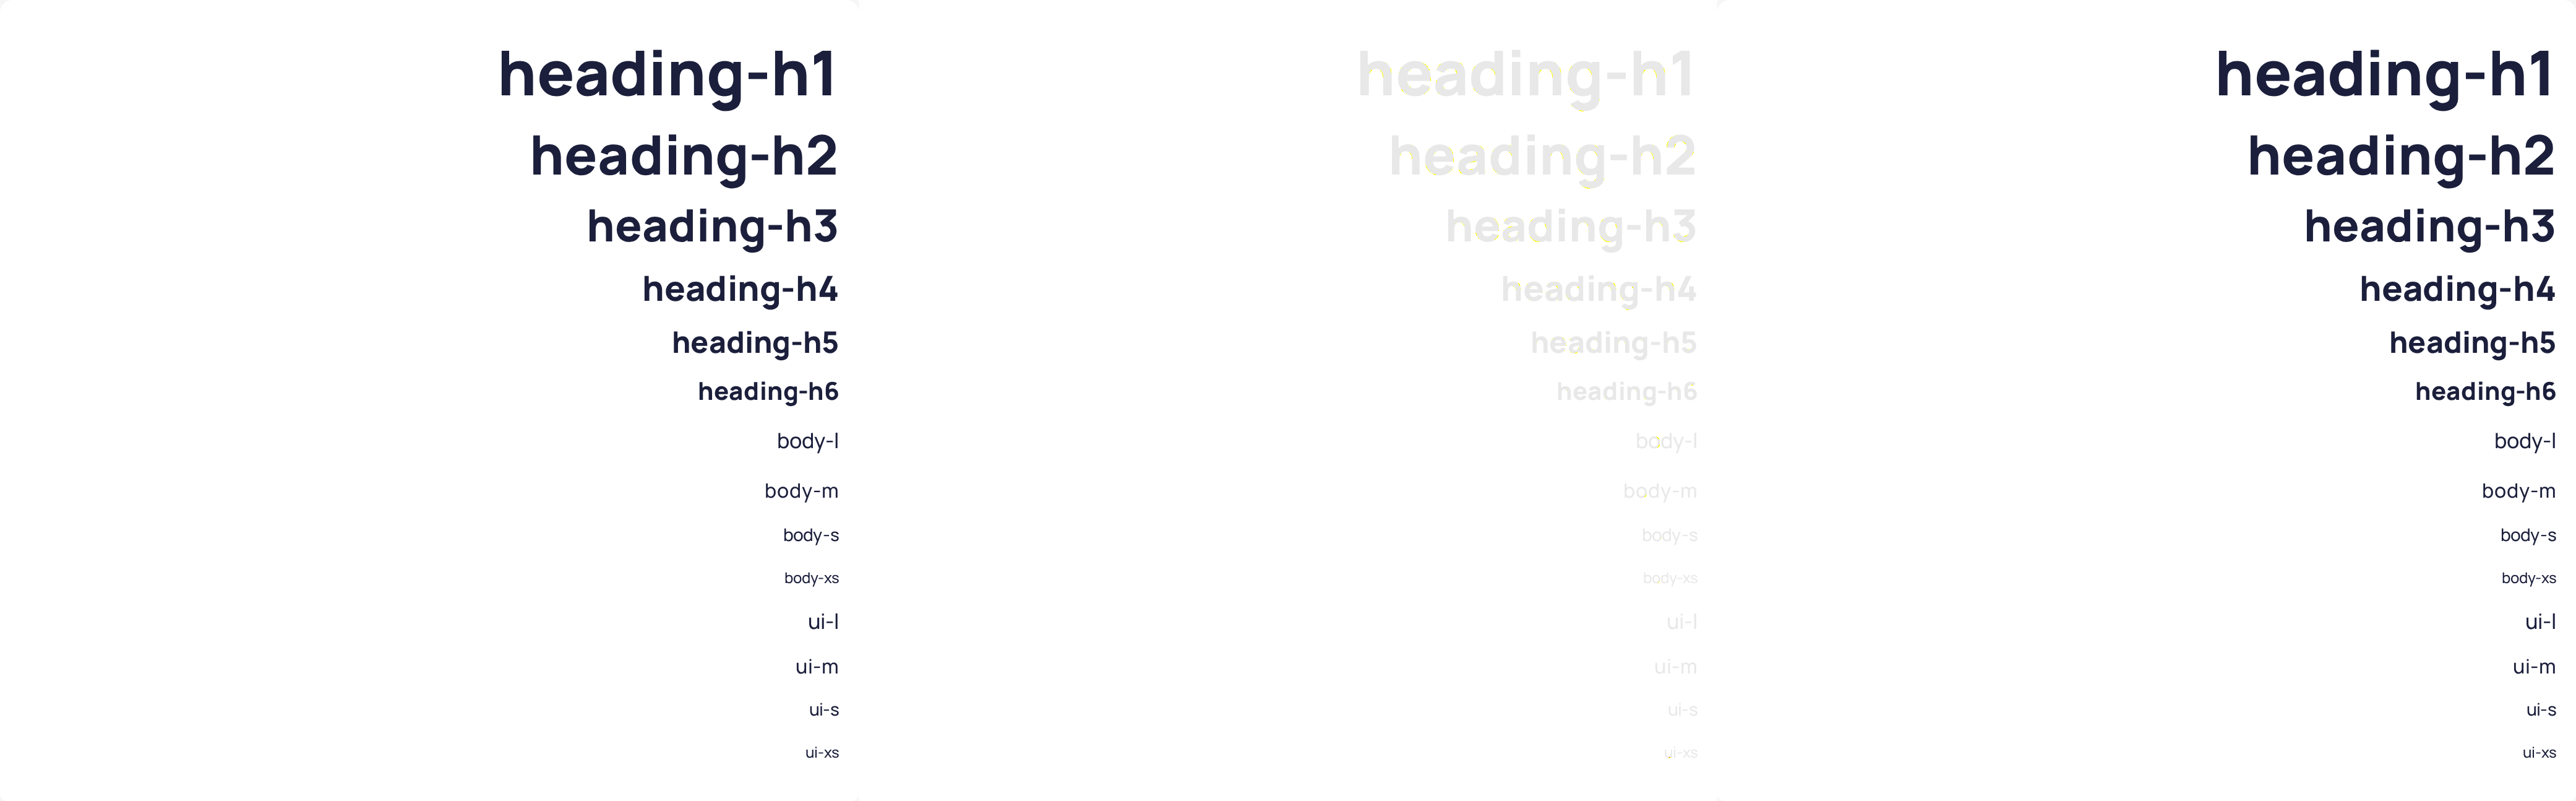 heading-h1 heading-h1 heading-h1
heading-h2 heading-h2 heading-h2
heading-h3 heading-h3 heading-h3
heading-h4 heading-h4 heading-h4
heading-h5 heading-h5 heading-h5
heading-h6 heading-h6 heading-h6
body-l body-l body-l
body-m body-m body-m
body-s body-s body-s
body-xs body-xs body-xs
ui-l ui-l ui-l
ui-m ui-m ui-m
ui-s ui-s ui-s
ui-xs ui-xs ui-xs